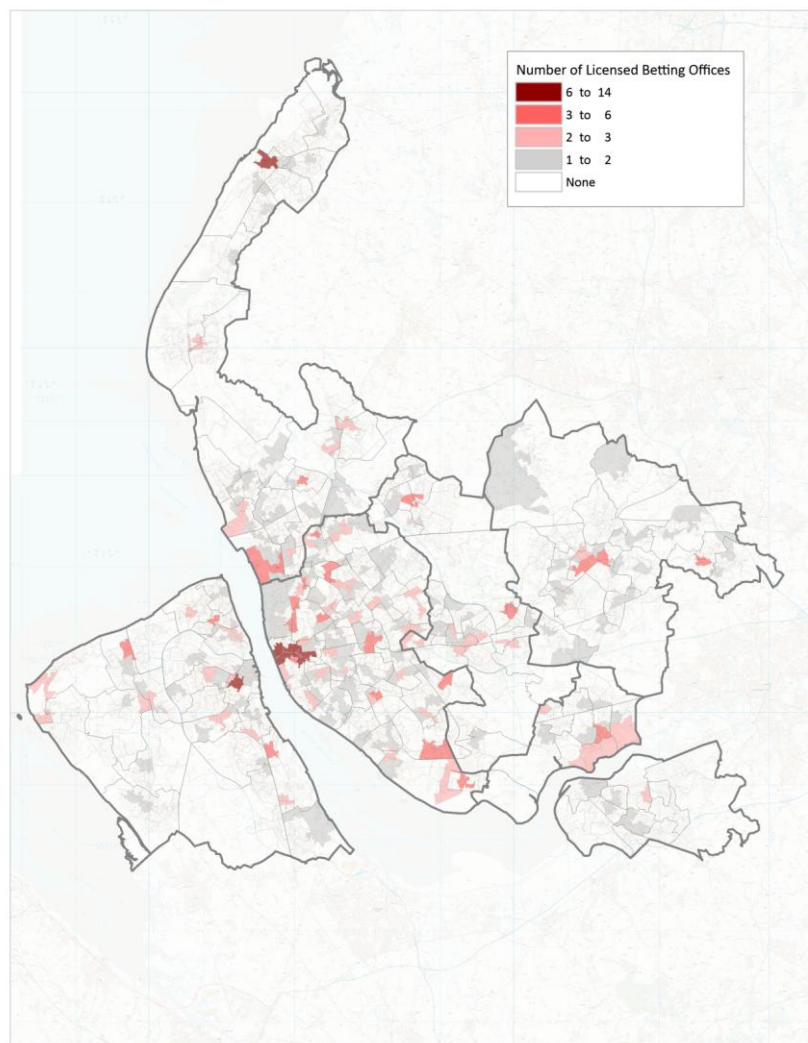 Number of Licensed Betting Offices
6 to 14
3 to 6
2 to 3
1 to 2
None